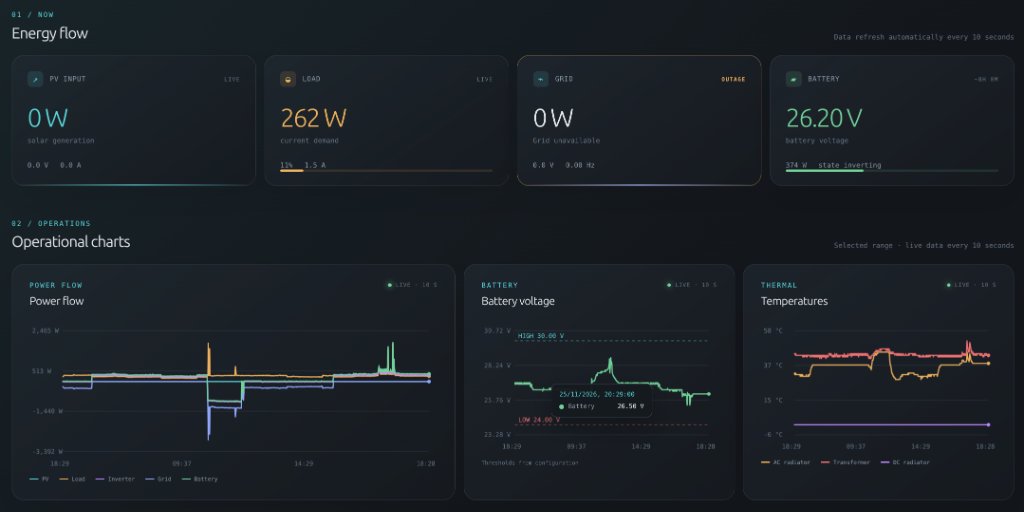 01 / NOW
Energy flow
Data refresh automatically every 10 seconds
PV INPUT
LIVE
0 W
solar generation
0.0 V 0.0 A
LOAD
LIVE
262 W
current demand
11% 1.5 A
GRID
OUTAGE
0 W
Grid unavailable
0.0 V 0.00 Hz
BATTERY
26.20 V
battery voltage
374 W state inverting
02 / OPERATIONS
Operational charts
Selected range · live data every 10 seconds
POWER FLOW
LIVE · 10 S
Power flow
2,465 W
513 W
-1,440 W
-3,392 W
18:29
09:37
14:29
18:28
PV
Load
Inverter
Grid
Battery
BATTERY
LIVE · 10 S
Battery voltage
HIGH 30.00 V
28.24 V
25/11/2026, 20:29:00
Battery 26.50 V
LOW 24.00 V
23.28 V
18:29
09:37
14:29
18:28
Thresholds from configuration
THERMAL
LIVE · 10 S
Temperatures
58 °C
37 °C
15 °C
-6 °C
18:29
09:37
14:29
18:28
AC radiator
Transformer
DC radiator